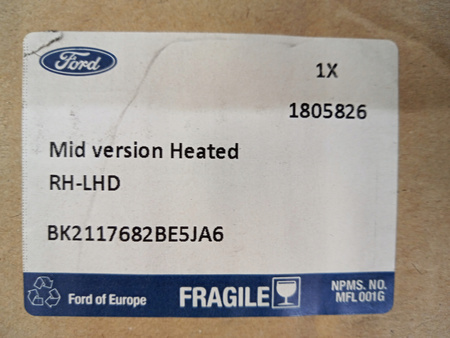 Ford
1X
1805826
Mid version Heated
RH-LHD
BK2117682BE5JA6
Ford of Europe
FRAGILE
NPMS. NO.
MFL 001G